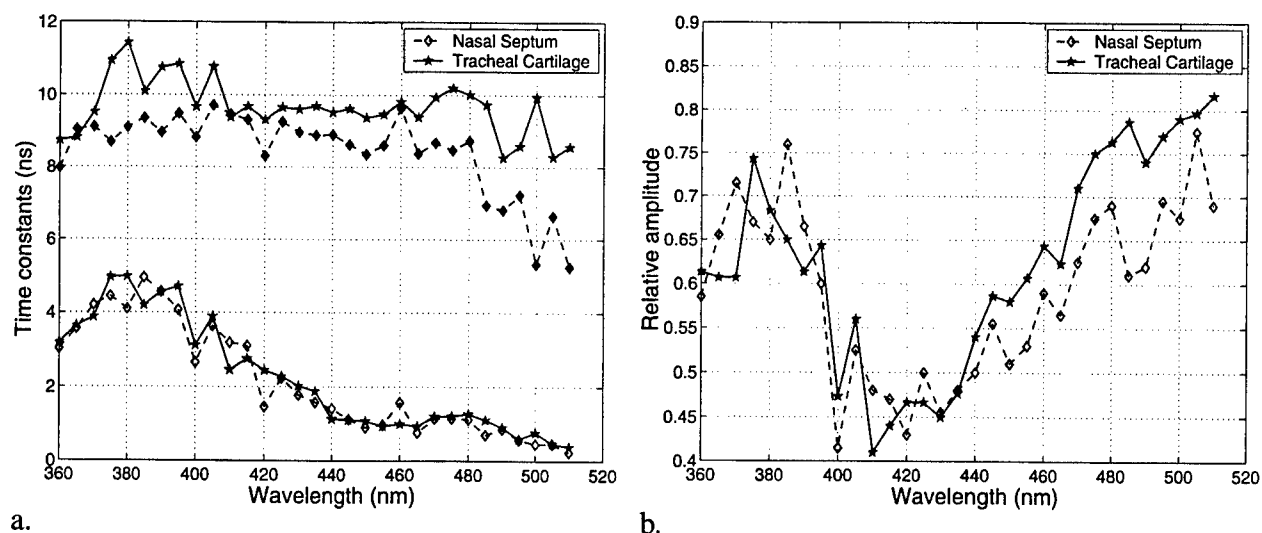 12
10
8
6
4
2
0
Time constants (ns)
360 380 400 420 440 460 480 500 520
Wavelength (nm)
Nasal Septum
Tracheal Cartilage
a.
0.9
0.85
0.8
0.75
0.7
0.65
0.6
0.55
0.5
0.45
0.4
Relative amplitude
360 380 400 420 440 460 480 500 520
Wavelength (nm)
Nasal Septum
Tracheal Cartilage
b.